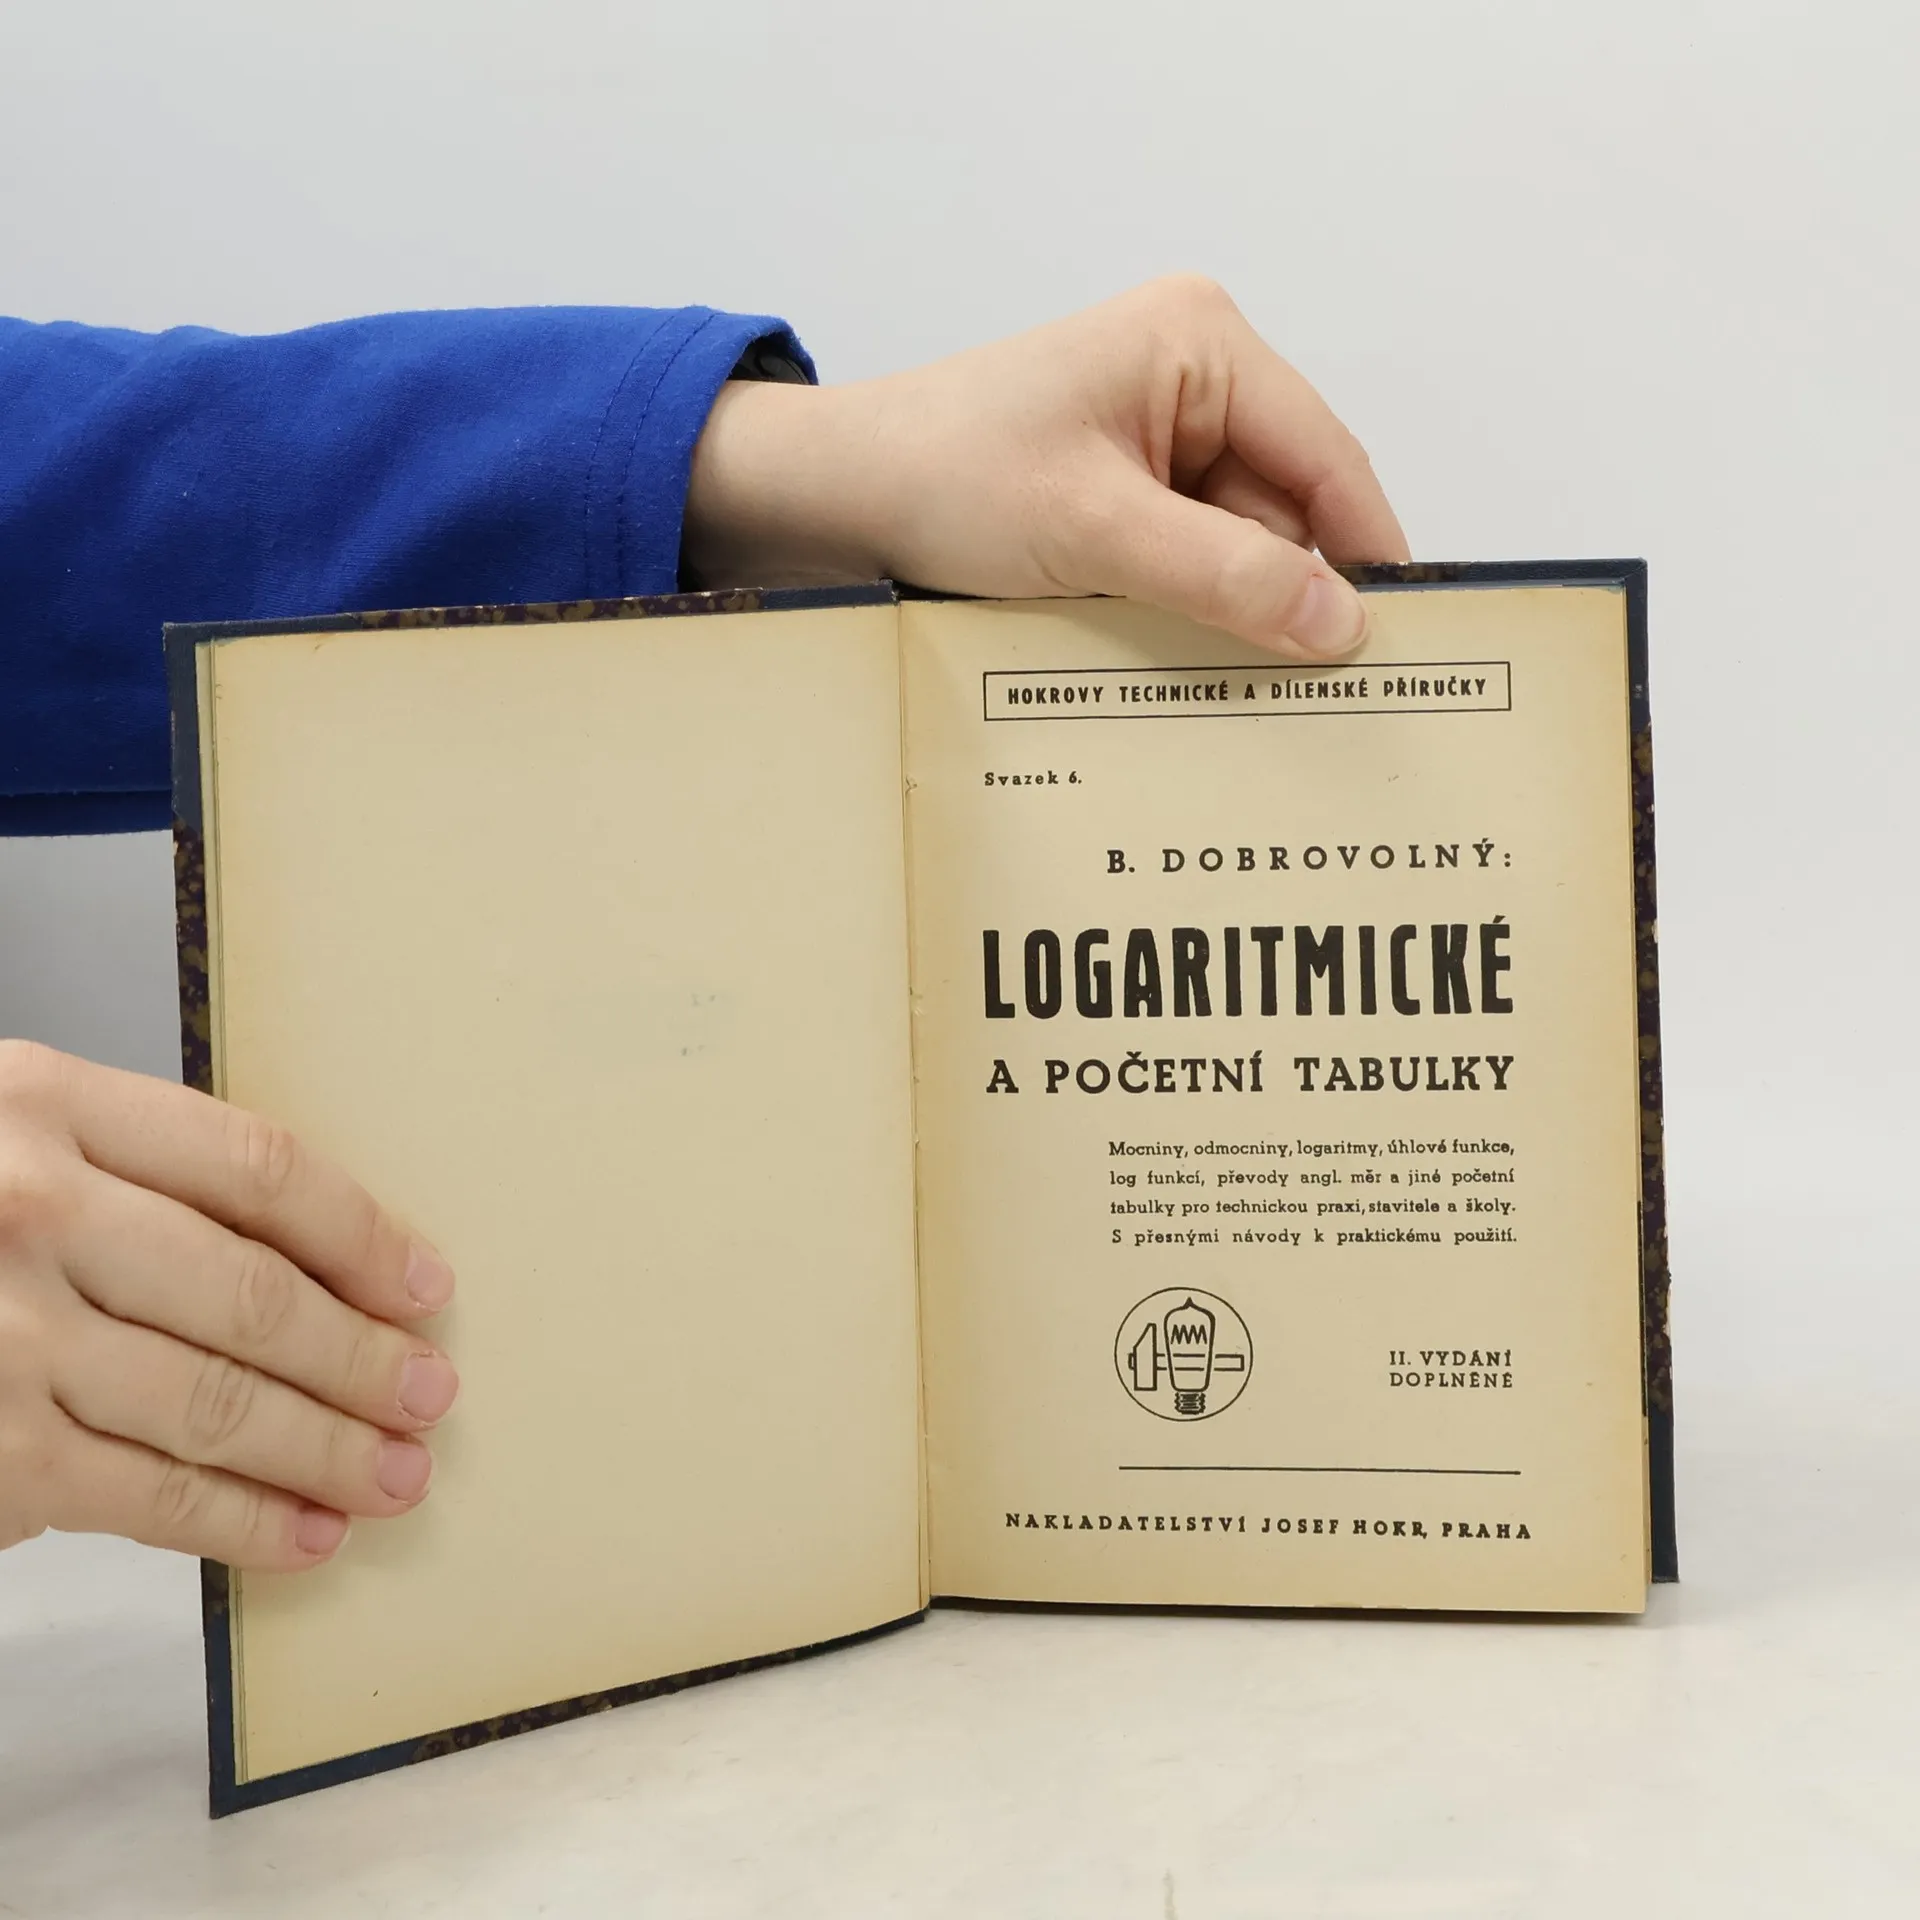 HOKROVY TECHNICKÉ A DÍLENSKÉ PŘÍRUČKY
Svazek 6.
B. DOBROVOLNÝ:
LOGARITMICKÉ
A POČETNÍ TABULKY
Mocniny, odmocniny, logaritmy, úhlové funkce,
log funkcí, převody angl. měr a jiné početní
tabulky pro technickou praxi, stavitele a školy.
S přesnými návody k praktickému použití.
II. VYDÁNÍ
DOPLNĚNÉ
NAKLADATELSTVÍ JOSEF HOKR, PRAHA